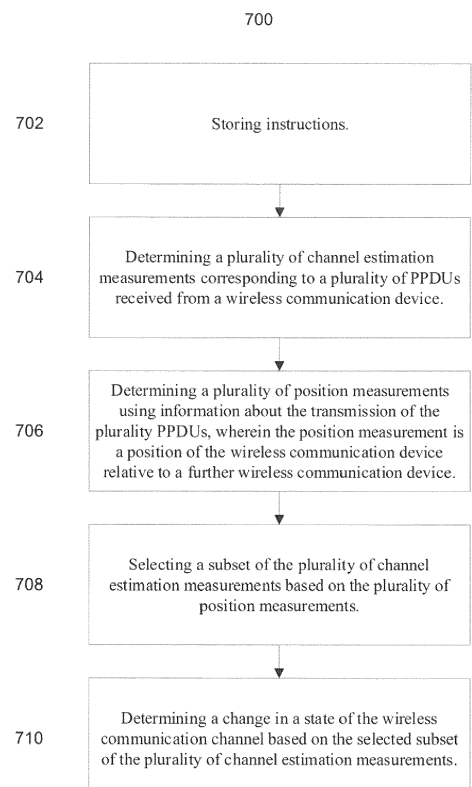 700
702
Storing instructions.
704
Determining a plurality of channel estimation
measurements corresponding to a plurality of PPDUs
received from a wireless communication device.
706
Determining a plurality of position measurements
using information about the transmission of the
plurality PPDUs, wherein the position measurement is
a position of the wireless communication device
relative to a further wireless communication device.
708
Selecting a subset of the plurality of channel
estimation measurements based on the plurality of
position measurements.
710
Determining a change in a state of the wireless
communication channel based on the selected subset
of the plurality of channel estimation measurements.